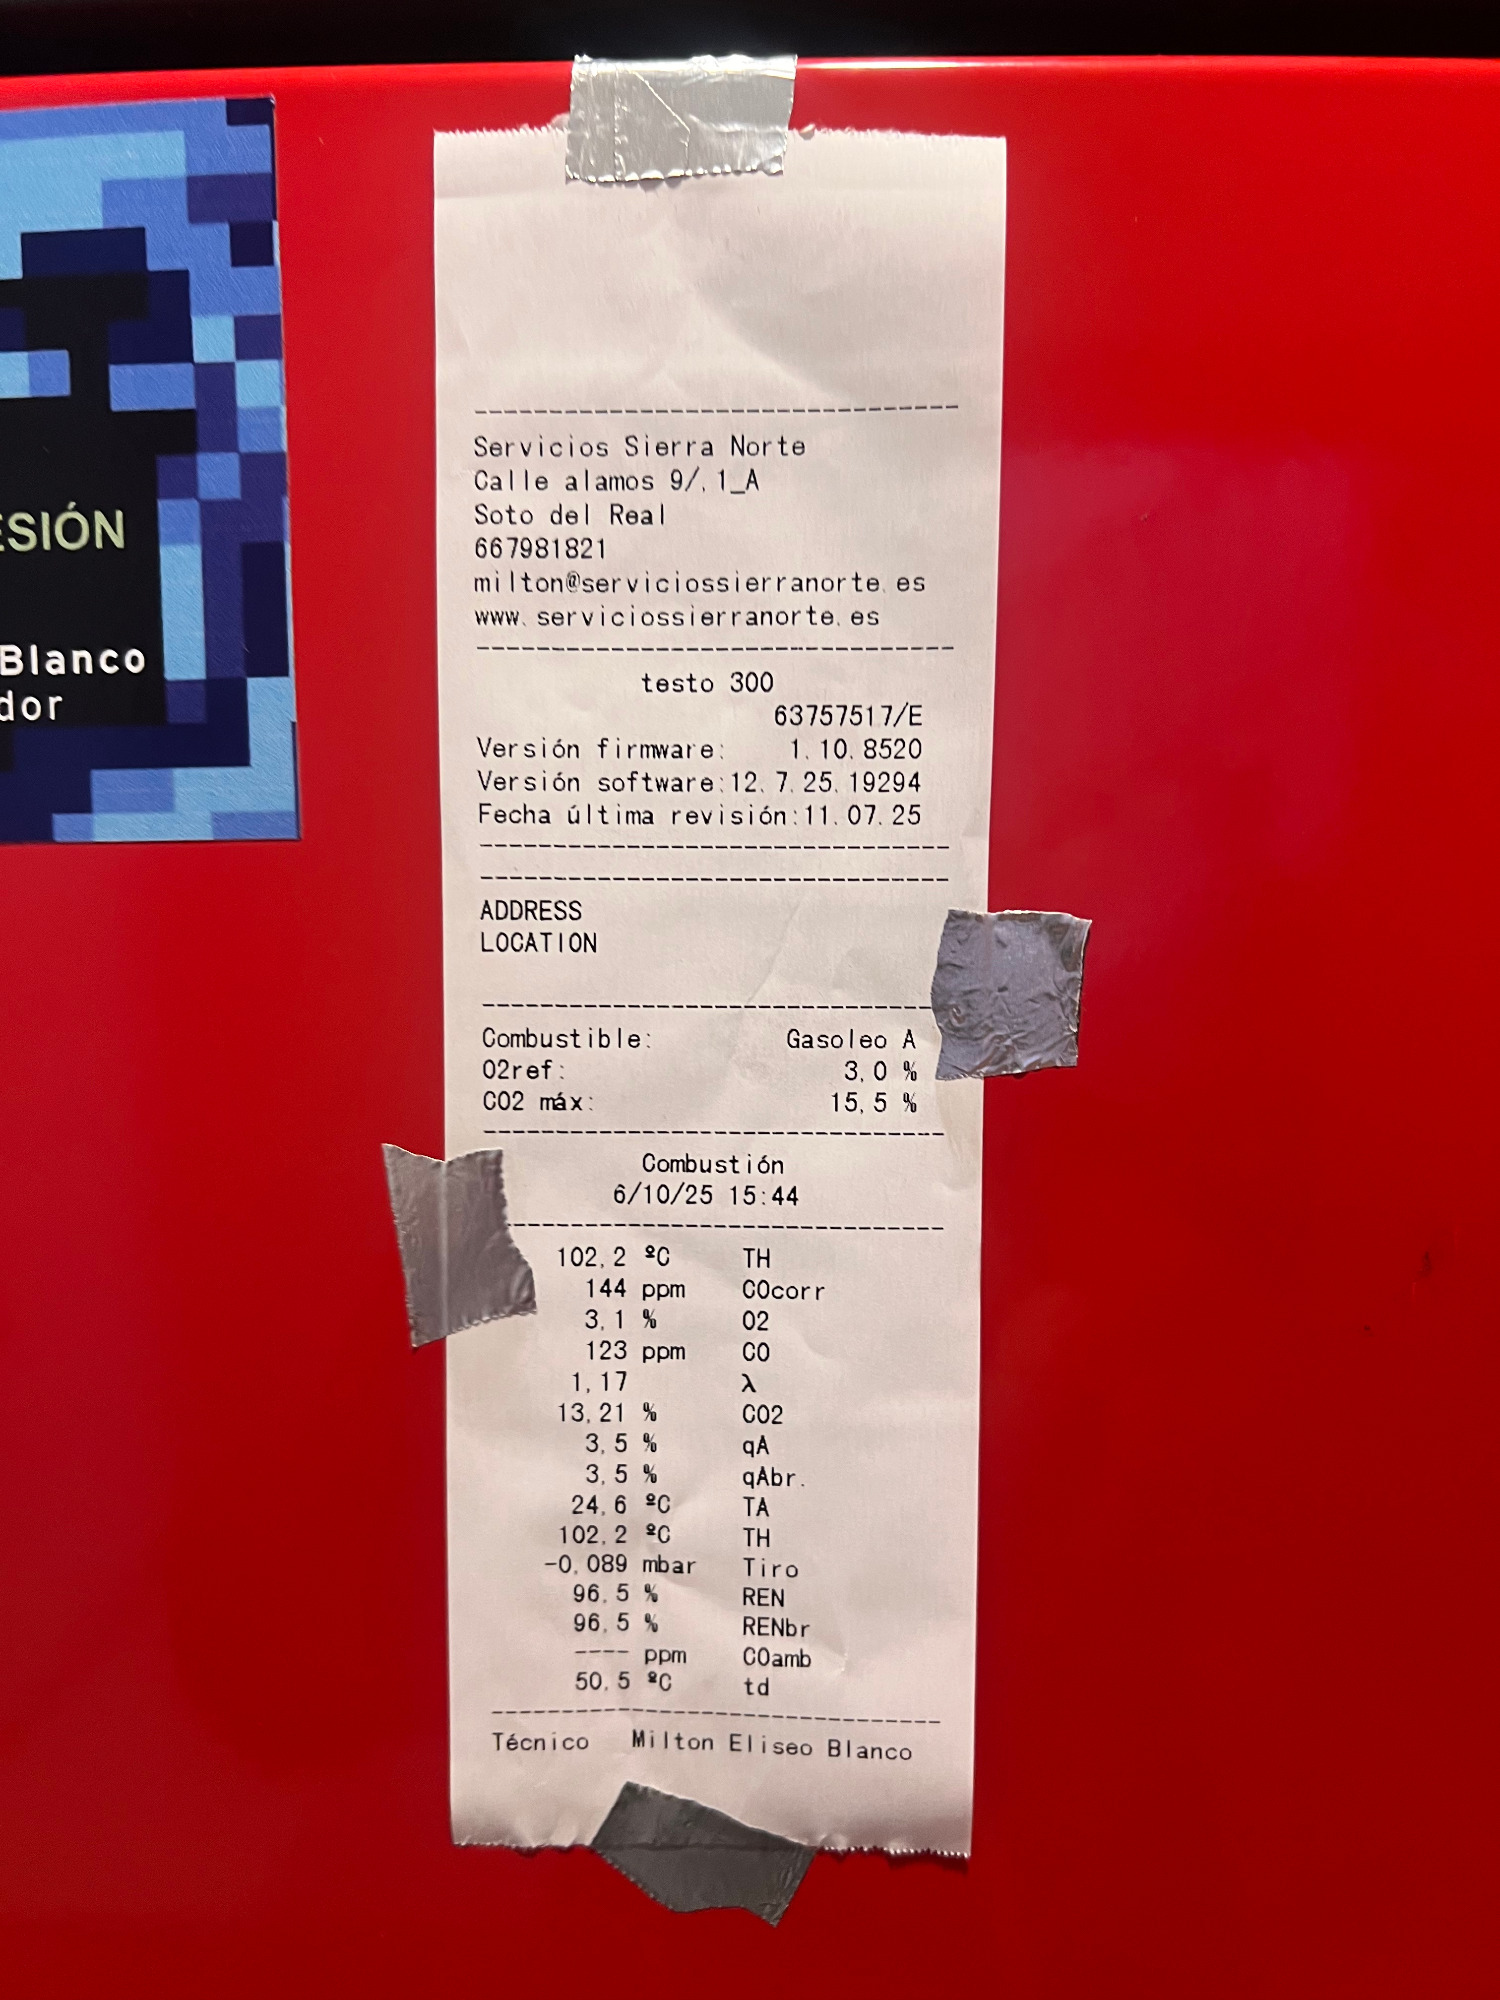 ESIÓN
Blanco
dor
Servicios Sierra Norte
Calle alamos 9/.1_A
Soto del Real
667981821
milton@serviciossierranorte.es
www.serviciossierranorte.es
testo 300
63757517/E
Versión firmware: 1.10.8520
Versión software:12.7.25.19294
Fecha última revisión:11.07.25
ADDRESS
LOCATION
Combustible: Gasoleo A
O2ref: 3,0 %
CO2 máx: 15,5 %
Combustión
6/10/25 15:44
102,2 ºC TH
144 ppm COcorr
3,1 % O2
123 ppm CO
1,17 λ
13,21 % CO2
3,5 % qA
3,5 % qAbr.
24,6 ºC TA
102,2 ºC TH
-0,089 mbar Tiro
96,5 % REN
96,5 % RENbr
---- ppm COamb
50,5 ºC td
Técnico Milton Eliseo Blanco